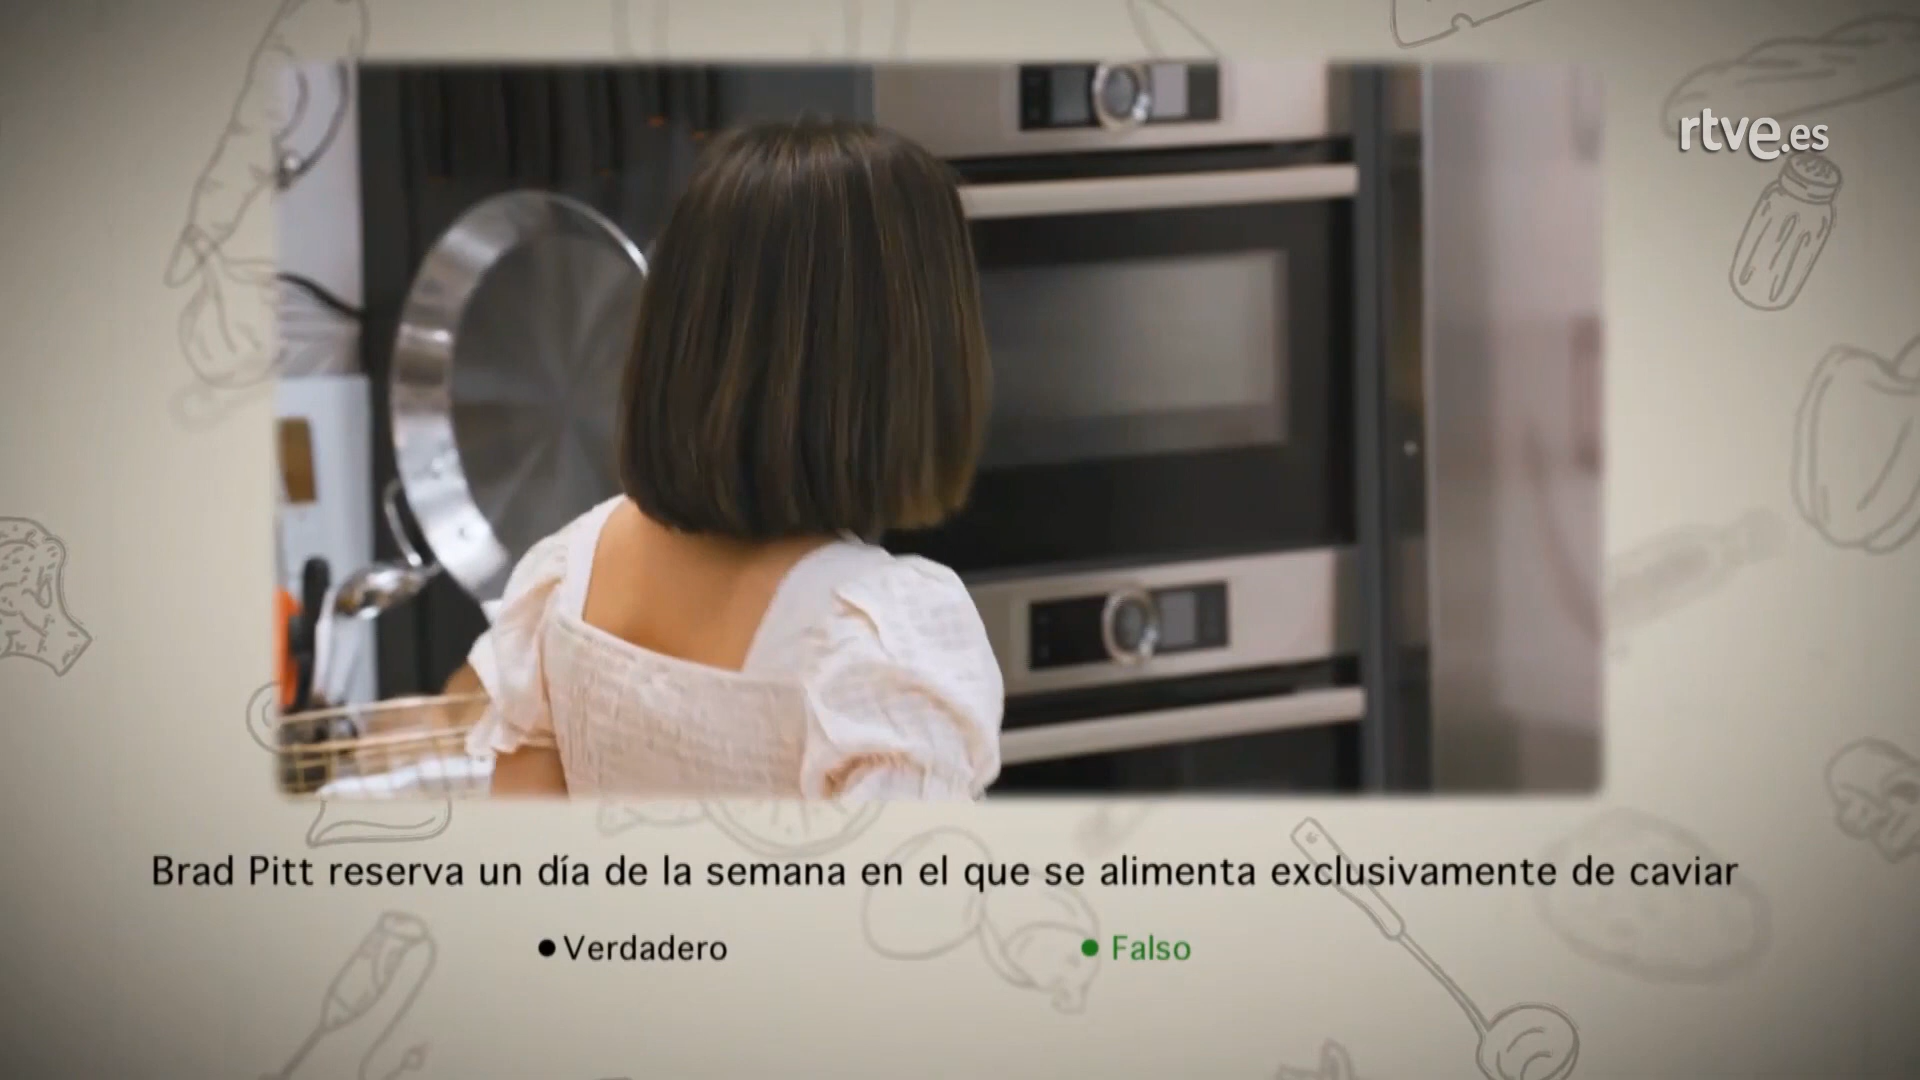 rtve.es
Brad Pitt reserva un día de la semana en el que se alimenta exclusivamente de caviar
Verdadero
Falso